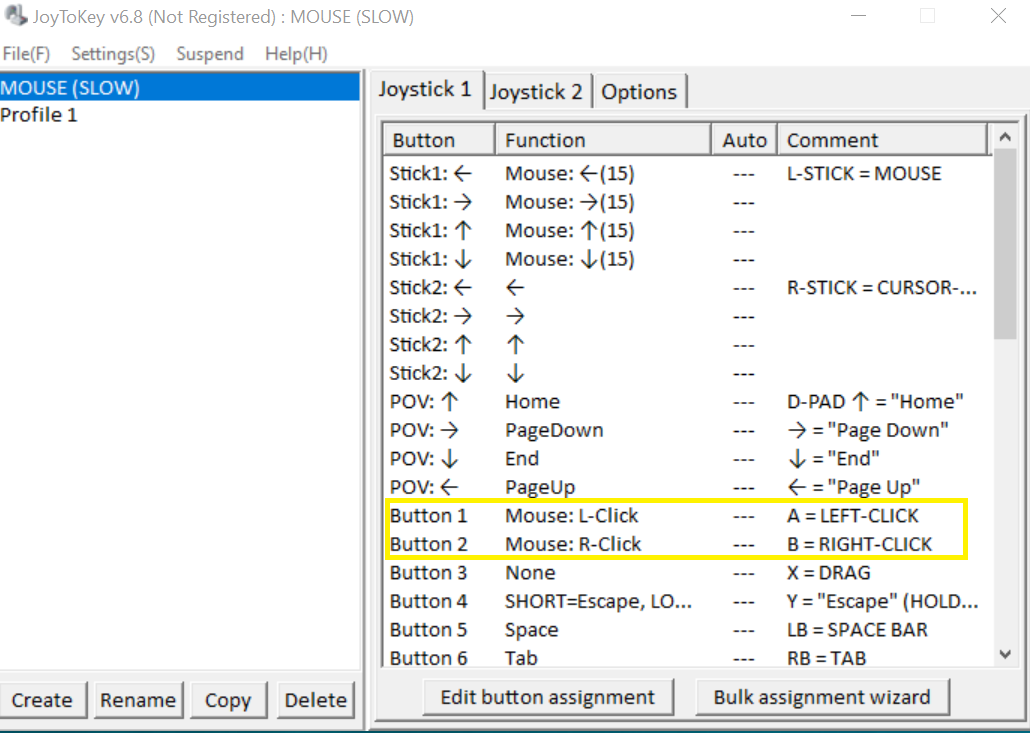 JoyToKey v6.8 (Not Registered) : MOUSE (SLOW)
File(F) Settings(S) Suspend Help(H)
MOUSE (SLOW)
Profile 1
Joystick 1 Joystick 2 Options
Button Function Auto Comment
Stick1: ← Mouse: ←(15) --- L-STICK = MOUSE
Stick1: → Mouse: →(15) ---
Stick1: ↑ Mouse: ↑(15) ---
Stick1: ↓ Mouse: ↓(15) ---
Stick2: ← ← --- R-STICK = CURSOR-...
Stick2: → → ---
Stick2: ↑ ↑ ---
Stick2: ↓ ↓ ---
POV: ↑ Home --- D-PAD ↑ = "Home"
POV: → PageDown --- → = "Page Down"
POV: ↓ End --- ↓ = "End"
POV: ← PageUp --- ← = "Page Up"
Button 1 Mouse: L-Click --- A = LEFT-CLICK
Button 2 Mouse: R-Click --- B = RIGHT-CLICK
Button 3 None --- X = DRAG
Button 4 SHORT=Escape, LO... --- Y = "Escape" (HOLD...
Button 5 Space --- LB = SPACE BAR
Button 6 Tab --- RB = TAB
Create Rename Copy Delete
Edit button assignment Bulk assignment wizard